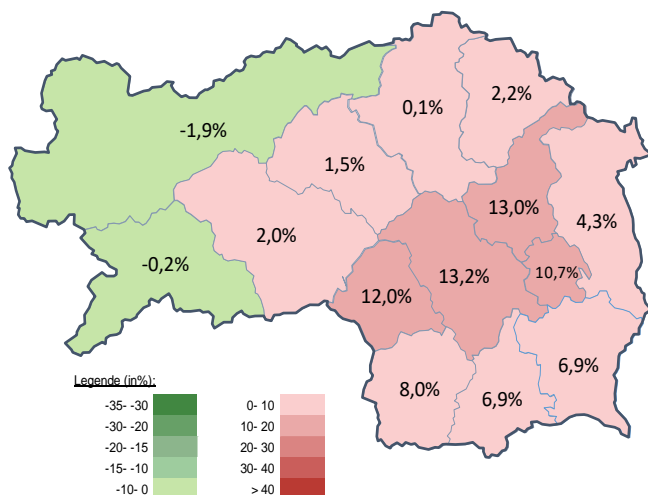 2,2%
0,1%
-1,9%
1,5%
13,0%
4,3%
2,0%
-0,2%
10,7%
13,2%
12,0%
6,9%
8,0%
6,9%
Legende (in%):
-35- -30 0- 10
-30- -20 10- 20
-20- -15 20- 30
-15- -10 30- 40
-10- 0 > 40